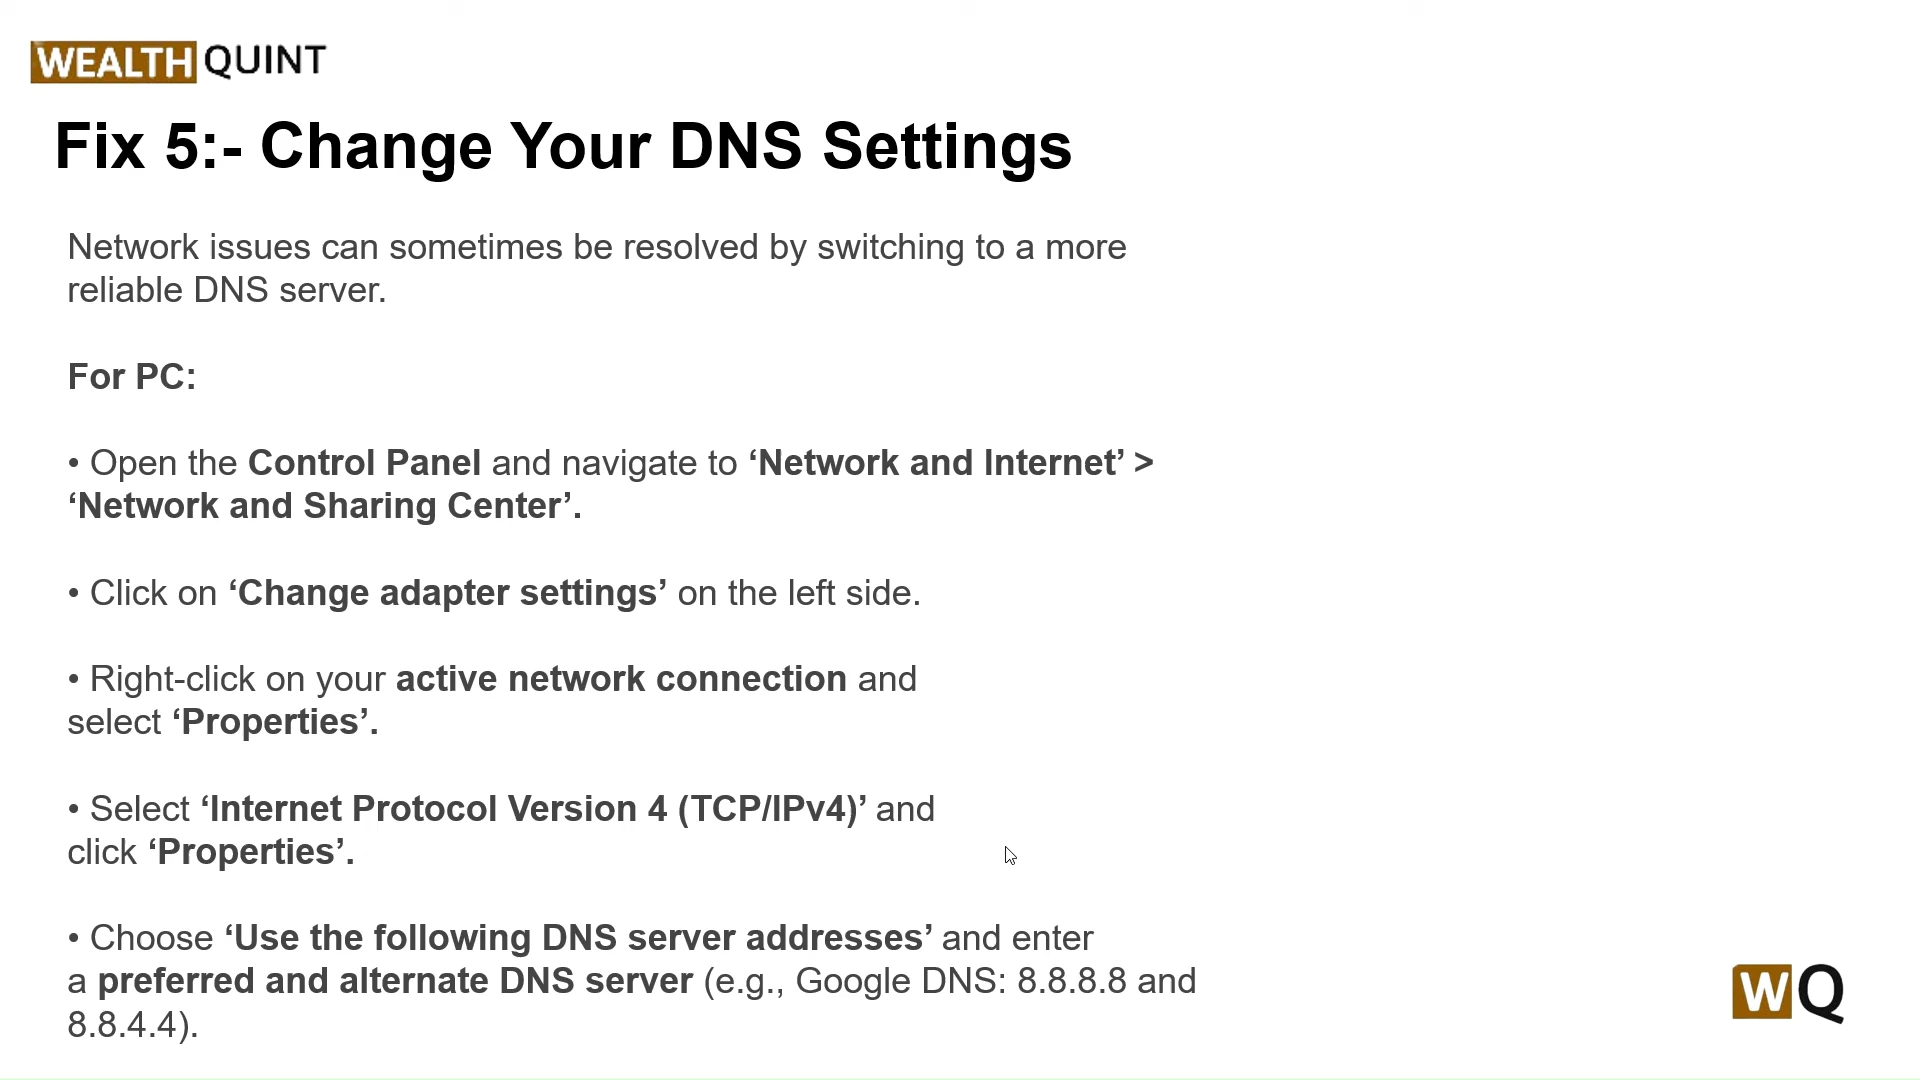 WEALTH QUINT
Fix 5:- Change Your DNS Settings
Network issues can sometimes be resolved by switching to a more
reliable DNS server.
For PC:
• Open the Control Panel and navigate to ‘Network and Internet’ >
‘Network and Sharing Center’.
• Click on ‘Change adapter settings’ on the left side.
• Right-click on your active network connection and
select ‘Properties’.
• Select ‘Internet Protocol Version 4 (TCP/IPv4)’ and
click ‘Properties’.
• Choose ‘Use the following DNS server addresses’ and enter
a preferred and alternate DNS server (e.g., Google DNS: 8.8.8.8 and
8.8.4.4).
WQ